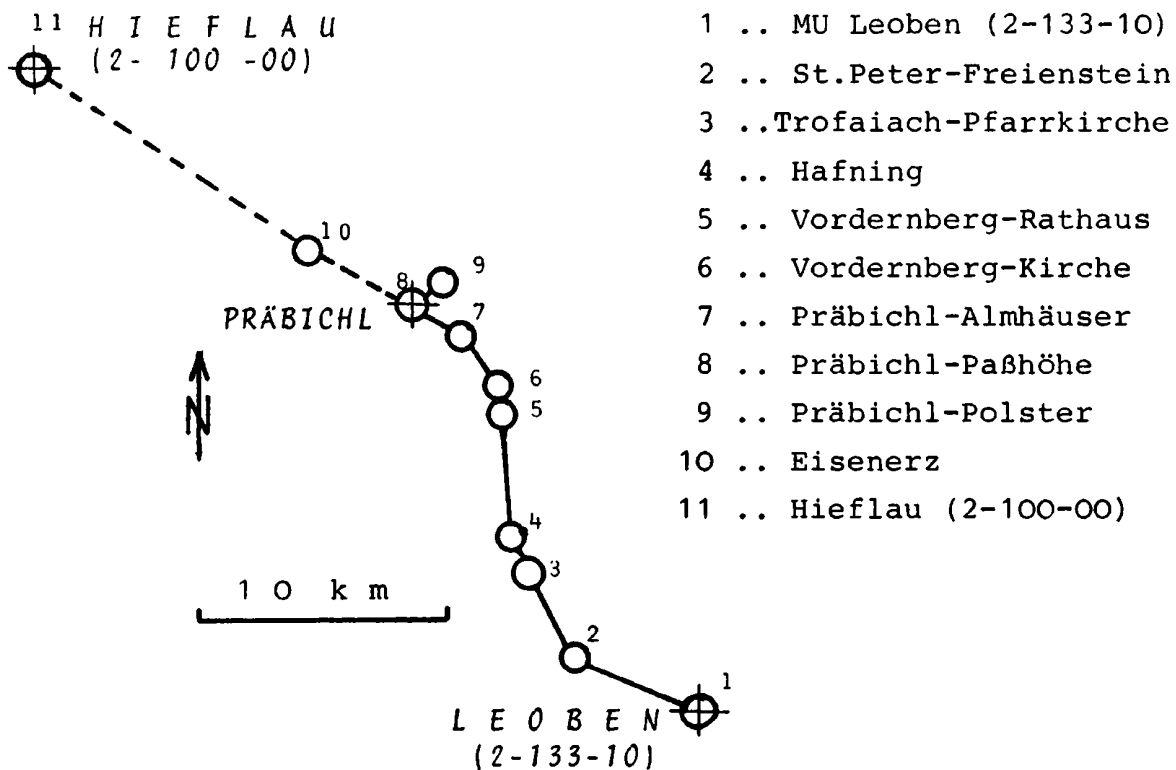 11 H I E F L A U
(2- 100 -00)
10
9
8
PRÄBICHL
7
6
5
N
4
3
10 km
2
1
L E O B E N
(2-133-10)
1 .. MU Leoben (2-133-10)
2 .. St.Peter-Freienstein
3 ..Trofaiach-Pfarrkirche
4 .. Hafning
5 .. Vordernberg-Rathaus
6 .. Vordernberg-Kirche
7 .. Präbichl-Almhäuser
8 .. Präbichl-Paßhöhe
9 .. Präbichl-Polster
10 .. Eisenerz
11 .. Hieflau (2-100-00)